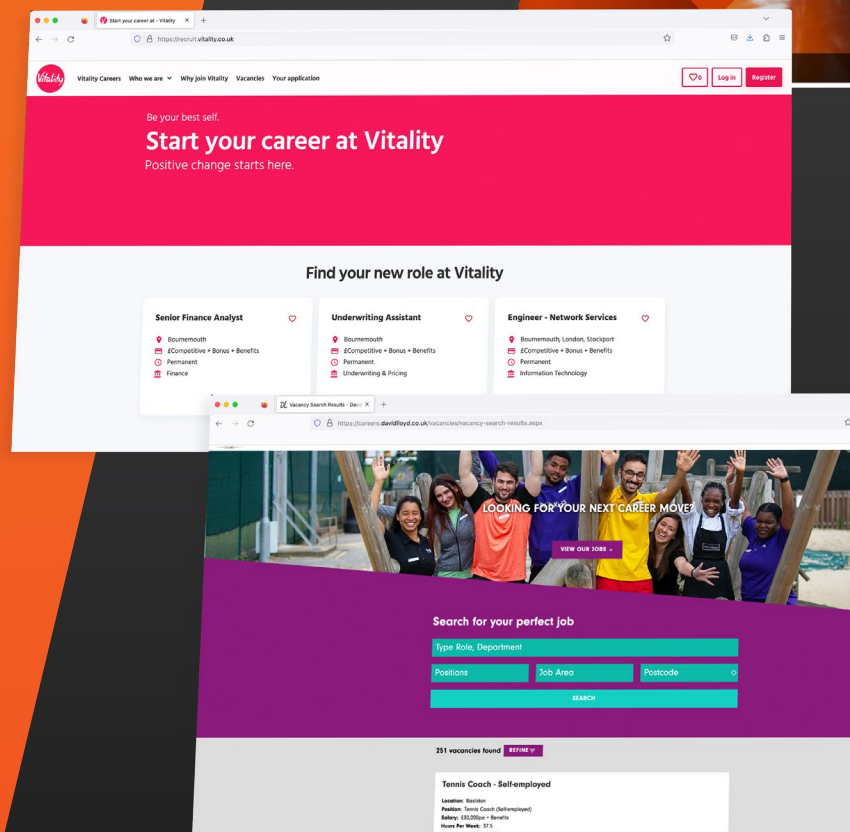 Start your career at - Vitality
https://recruit.vitality.co.uk
Vitality
Vitality Careers Who we are Why join Vitality Vacancies Your application
0 Log in Register
Be your best self.
Start your career at Vitality
Positive change starts here.
Find your new role at Vitality
Senior Finance Analyst
Bournemouth
£Competitive + Bonus + Benefits
Permanent
Finance
Underwriting Assistant
Bournemouth
£Competitive + Bonus + Benefits
Permanent
Underwriting & Pricing
Engineer - Network Services
Bournemouth, London, Stockport
£Competitive + Bonus + Benefits
Permanent
Information Technology
Vacancy Search Results - David
https://careers.davidlloyd.co.uk/vacancies/vacancy-search-results.aspx
LOOKING FOR YOUR NEXT CAREER MOVE?
VIEW OUR JOBS
Search for your perfect job
Type Role, Department
Positions Job Area Postcode
SEARCH
251 vacancies found REFINE
Tennis Coach - Self-employed
Location: Basildon
Position: Tennis Coach (Self-employed)
Salary: £30,000pa + Benefits
Hours Per Week: 37.5